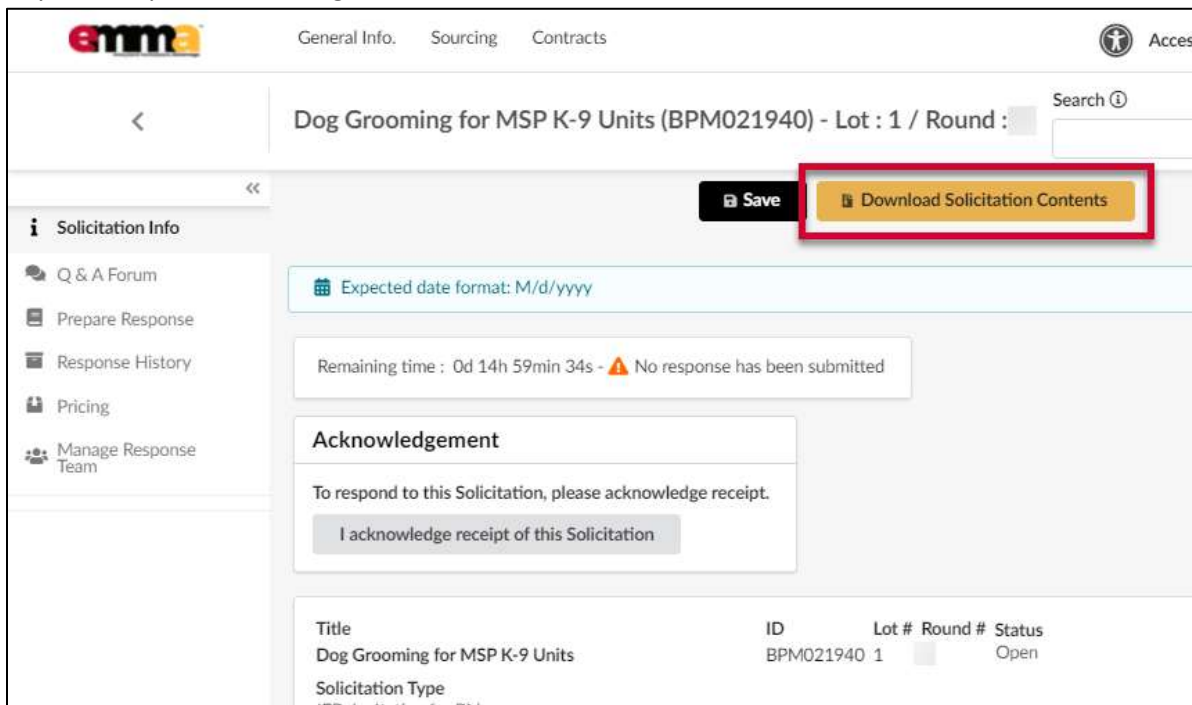 emma
General Info. Sourcing Contracts Acces
Dog Grooming for MSP K-9 Units (BPM021940) - Lot : 1 / Round :
Search
Save Download Solicitation Contents
Solicitation Info
Q & A Forum
Prepare Response
Response History
Pricing
Manage Response
Team
Expected date format: M/d/yyyy
Remaining time : 0d 14h 59min 34s - No response has been submitted
Acknowledgement
To respond to this Solicitation, please acknowledge receipt.
I acknowledge receipt of this Solicitation
Title ID Lot # Round # Status
Dog Grooming for MSP K-9 Units BPM021940 1 Open
Solicitation Type